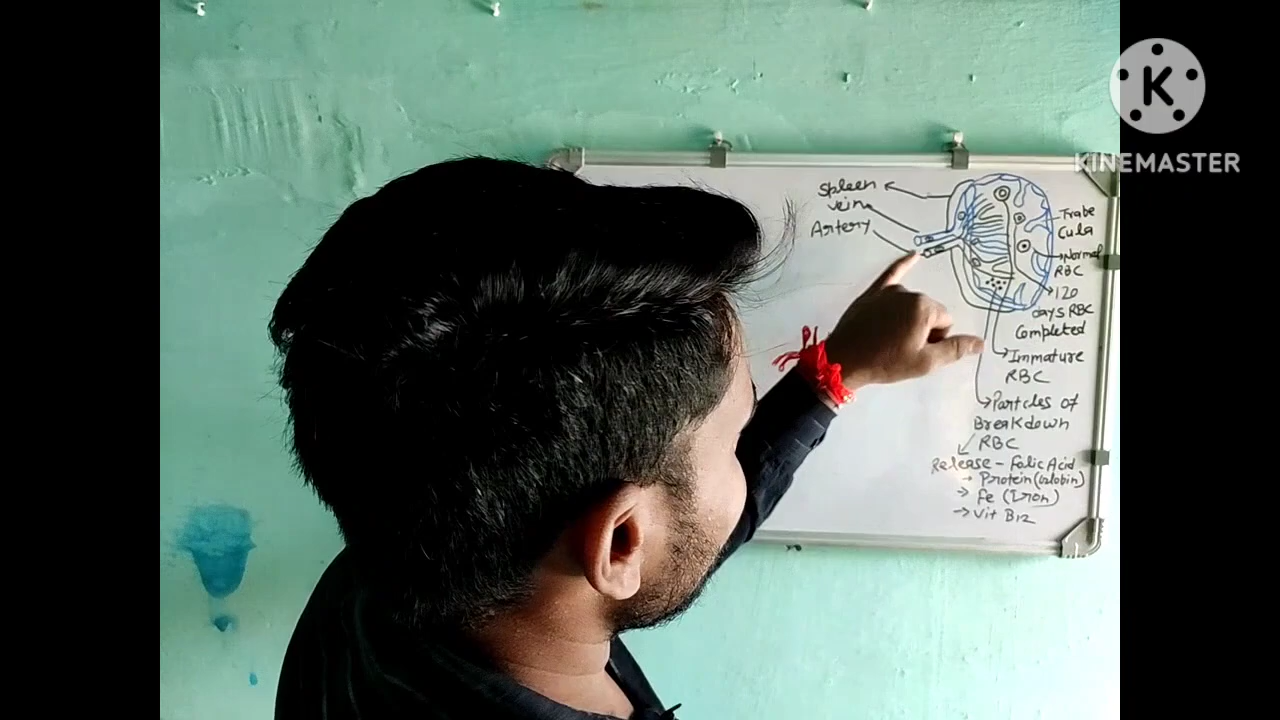 KINEMASTER
Spleen
vein
Artery
Trabe
cula
Normal
RBC
120
days RBC
Completed
Immature
RBC
Particles of
BreaKdown
RBC
Release - Folic Acid
→ Protein (Globin)
→ Fe (Iron)
→ Vit B12